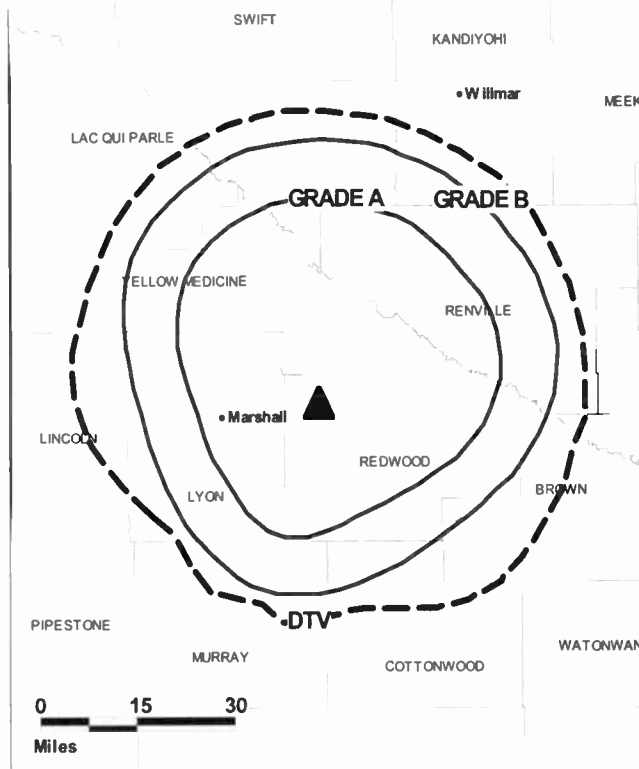 SWIFT
KANDIYOHI
Willmar
MEEK
LAC QUI PARLE
GRADE A
GRADE B
YELLOW MEDICINE
RENVILLE
Marshall
LINCOLN
REDWOOD
LYON
BROWN
DTV
PIPESTONE
WATONWAN
MURRAY
COTTONWOOD
0 15 30
Miles